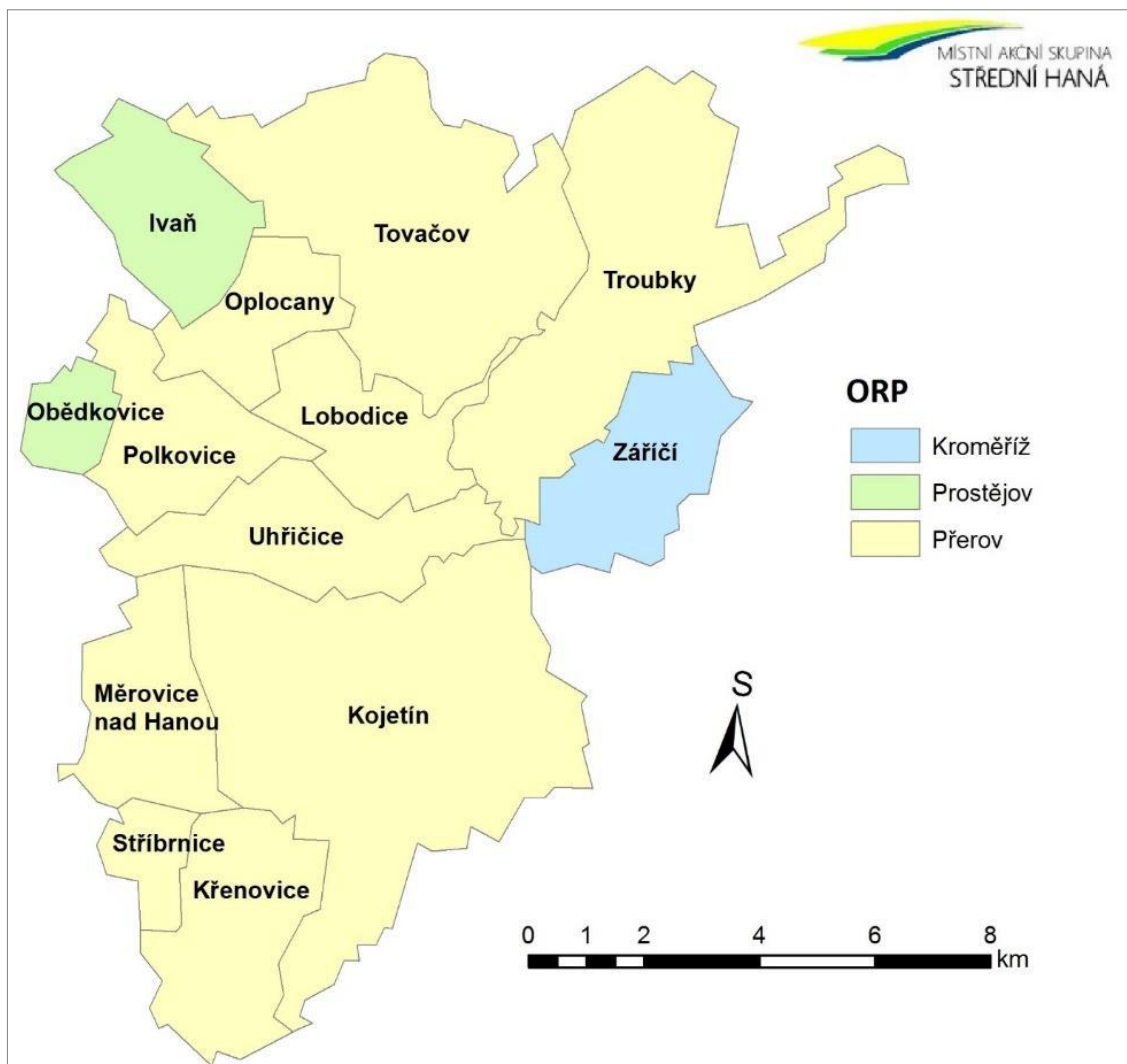 MÍSTNÍ AKČNÍ SKUPINA
STŘEDNÍ HANÁ
Ivaň
Tovačov
Troubky
Oplocany
Obědkovice
Lobodice
Polkovice
Záříčí
Uhřičice
ORP
Kroměříž
Prostějov
Přerov
Měrovice
nad Hanou
Kojetín
S
Stříbrnice
Křenovice
0 1 2 4 6 8
km